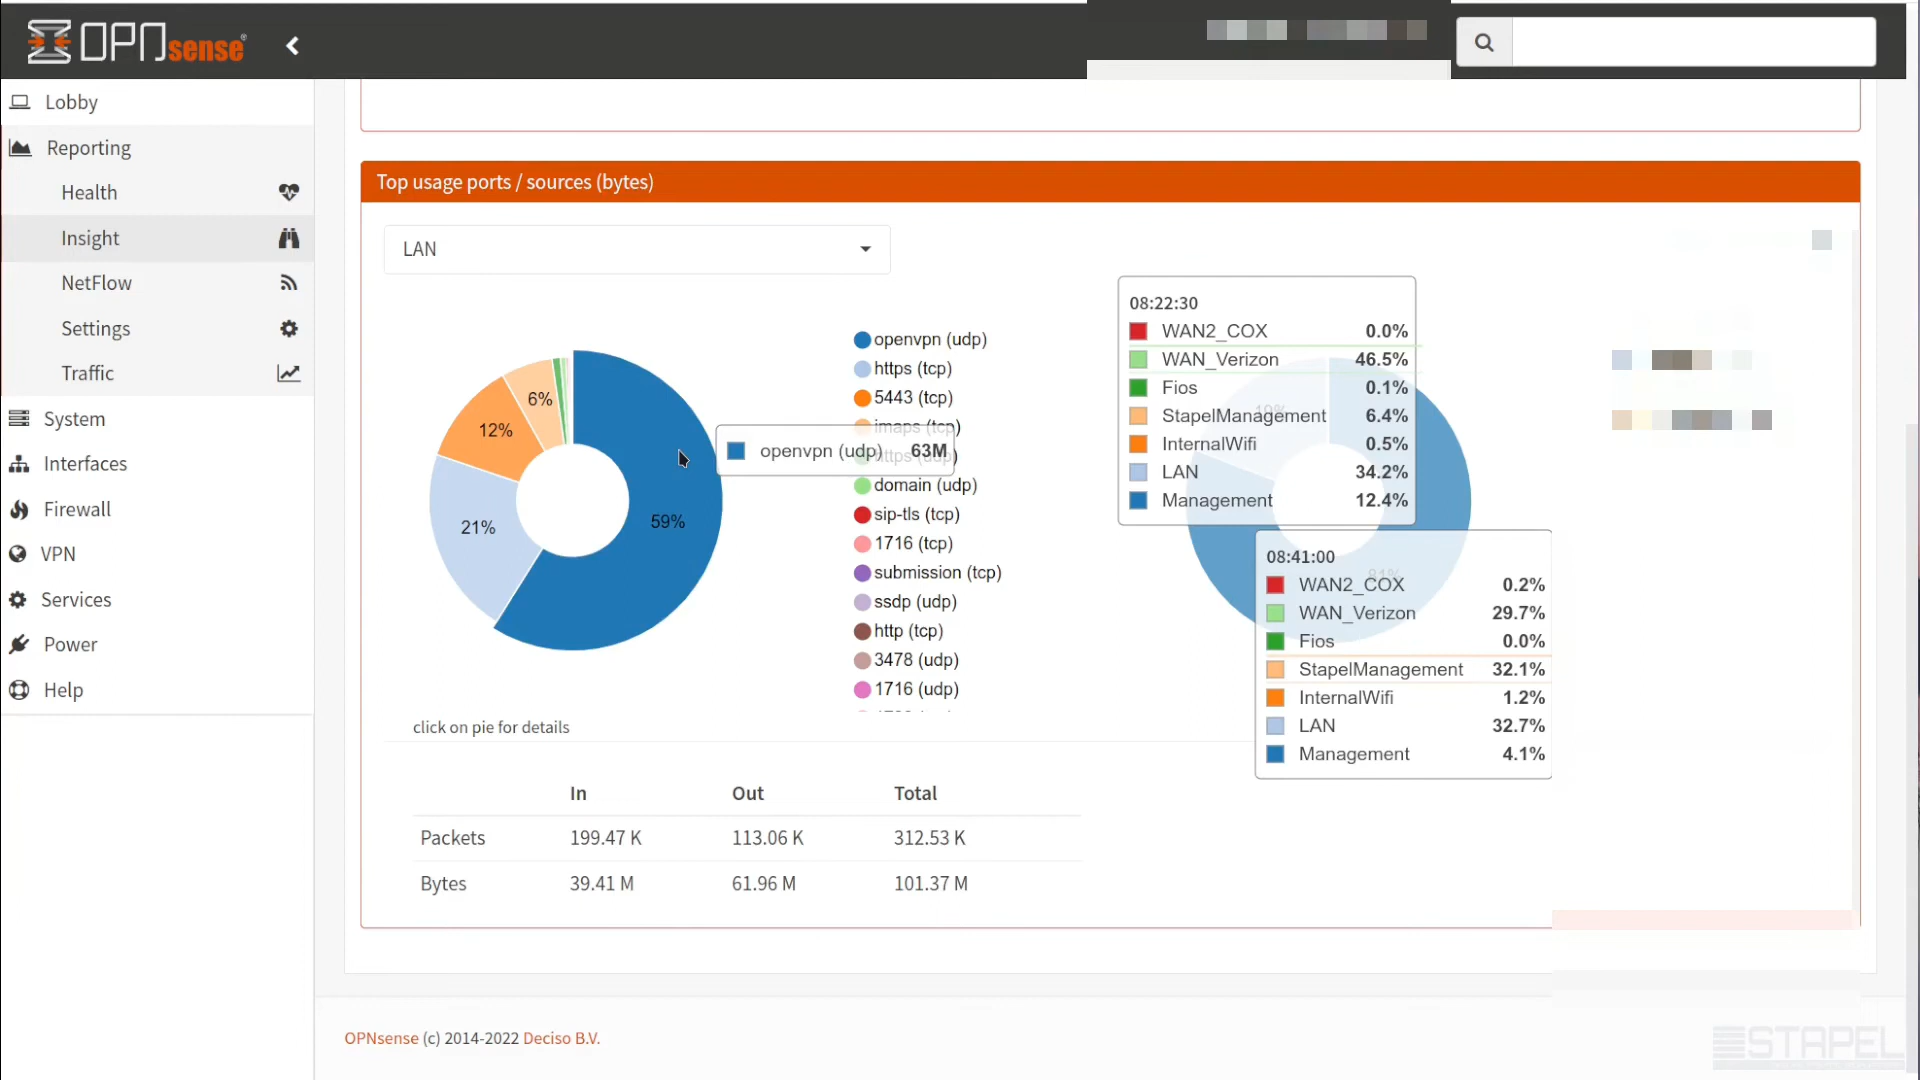 OPNsense®
Lobby
Reporting
Health
Insight
NetFlow
Settings
Traffic
System
Interfaces
Firewall
VPN
Services
Power
Help
Top usage ports / sources (bytes)
LAN
59%
21%
12%
6%
openvpn (udp)
https (tcp)
5443 (tcp)
imaps (tcp)
https (udp)
domain (udp)
sip-tls (tcp)
1716 (tcp)
submission (tcp)
ssdp (udp)
http (tcp)
3478 (udp)
1716 (udp)
openvpn (udp) 63M
08:22:30
WAN2_COX 0.0%
WAN_Verizon 46.5%
Fios 0.1%
StapelManagement 6.4%
InternalWifi 0.5%
LAN 34.2%
Management 12.4%
19%
81%
08:41:00
WAN2_COX 0.2%
WAN_Verizon 29.7%
Fios 0.0%
StapelManagement 32.1%
InternalWifi 1.2%
LAN 32.7%
Management 4.1%
click on pie for details
In Out Total
Packets 199.47 K 113.06 K 312.53 K
Bytes 39.41 M 61.96 M 101.37 M
OPNsense (c) 2014-2022 Deciso B.V.
STAPEL